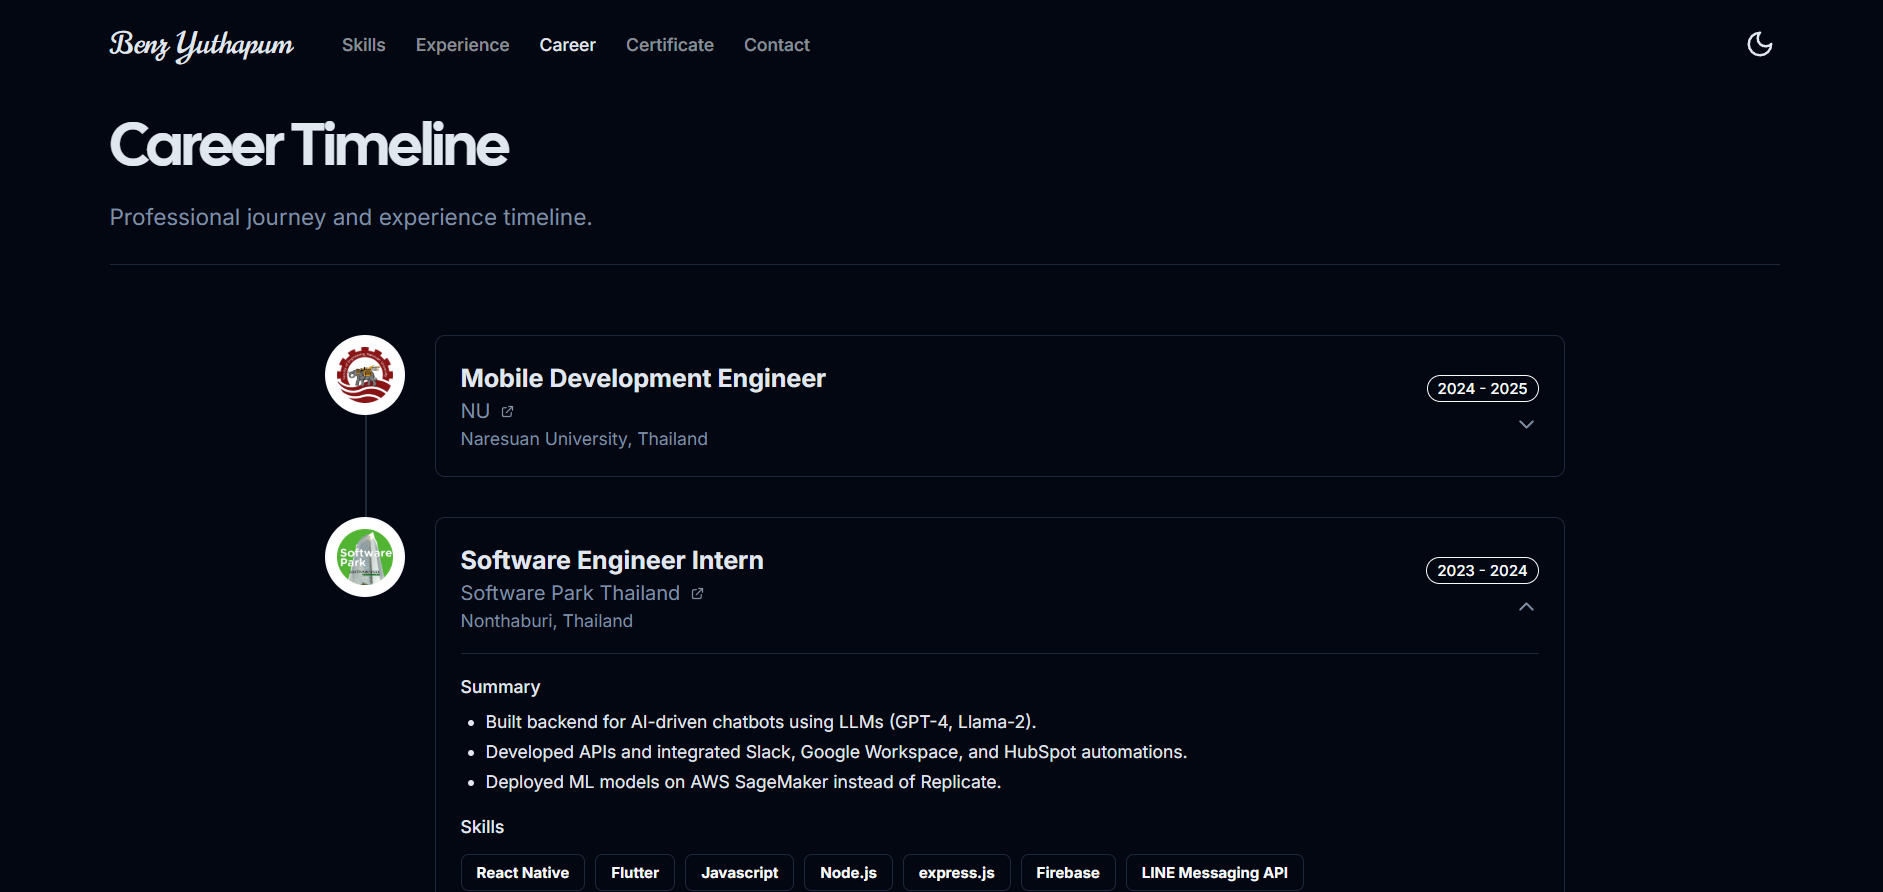 Benz Yuthapum
Skills Experience Career Certificate Contact
Career Timeline
Professional journey and experience timeline.
Mobile Development Engineer
2024 - 2025
NU
Naresuan University, Thailand
Software Park
Software Engineer Intern
2023 - 2024
Software Park Thailand
Nonthaburi, Thailand
Summary
• Built backend for AI-driven chatbots using LLMs (GPT-4, Llama-2).
• Developed APIs and integrated Slack, Google Workspace, and HubSpot automations.
• Deployed ML models on AWS SageMaker instead of Replicate.
Skills
React Native Flutter Javascript Node.js express.js Firebase LINE Messaging API